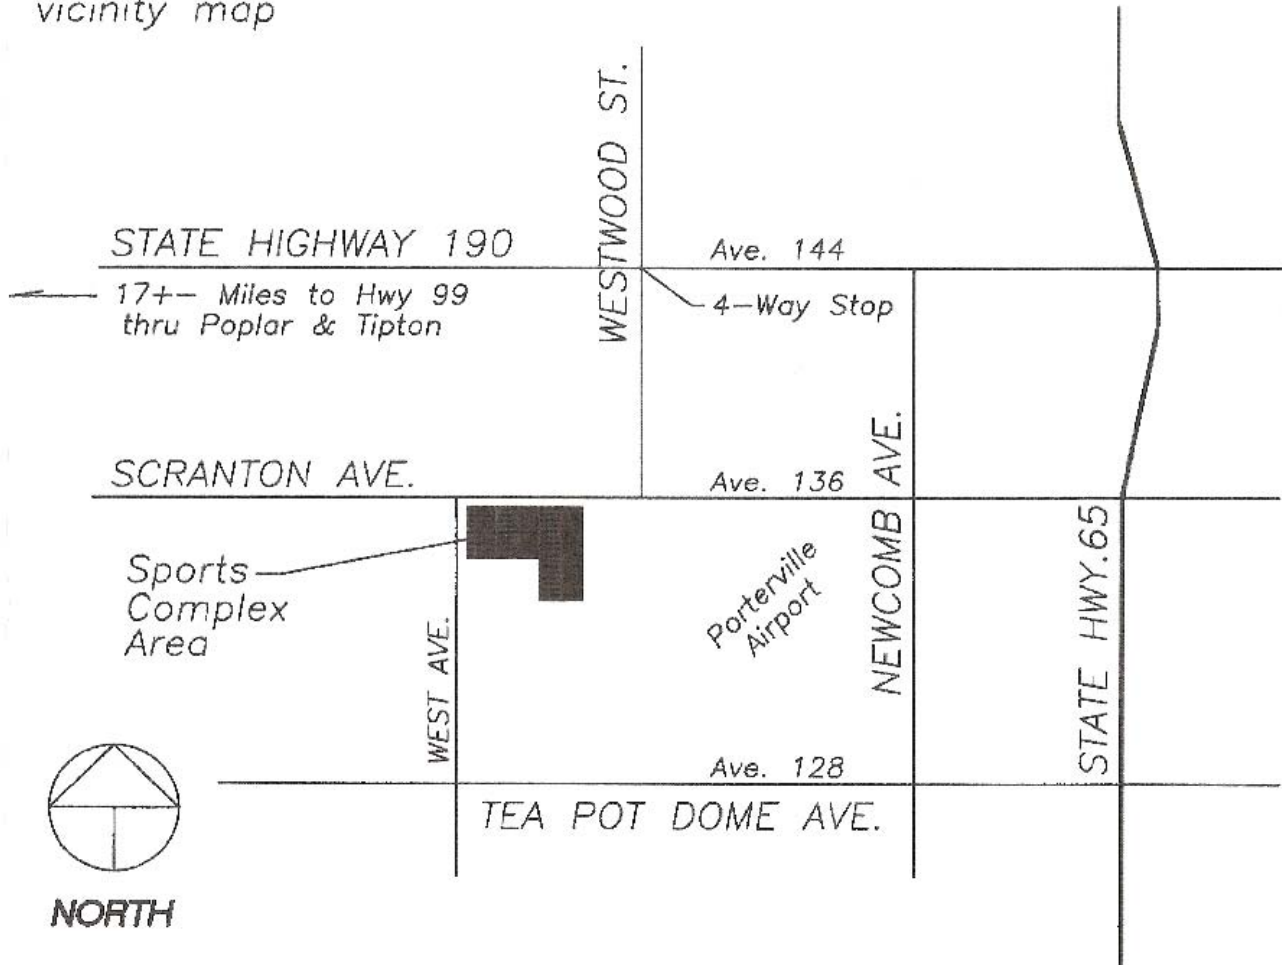 vicinity map
WESTWOOD ST.
STATE HIGHWAY 190
Ave. 144
17+− Miles to Hwy 99
thru Poplar & Tipton
4−Way Stop
SCRANTON AVE.
Ave. 136
NEWCOMB AVE.
STATE HWY.65
Sports
Complex
Area
Porterville
Airport
WEST AVE.
Ave. 128
TEA POT DOME AVE.
NORTH